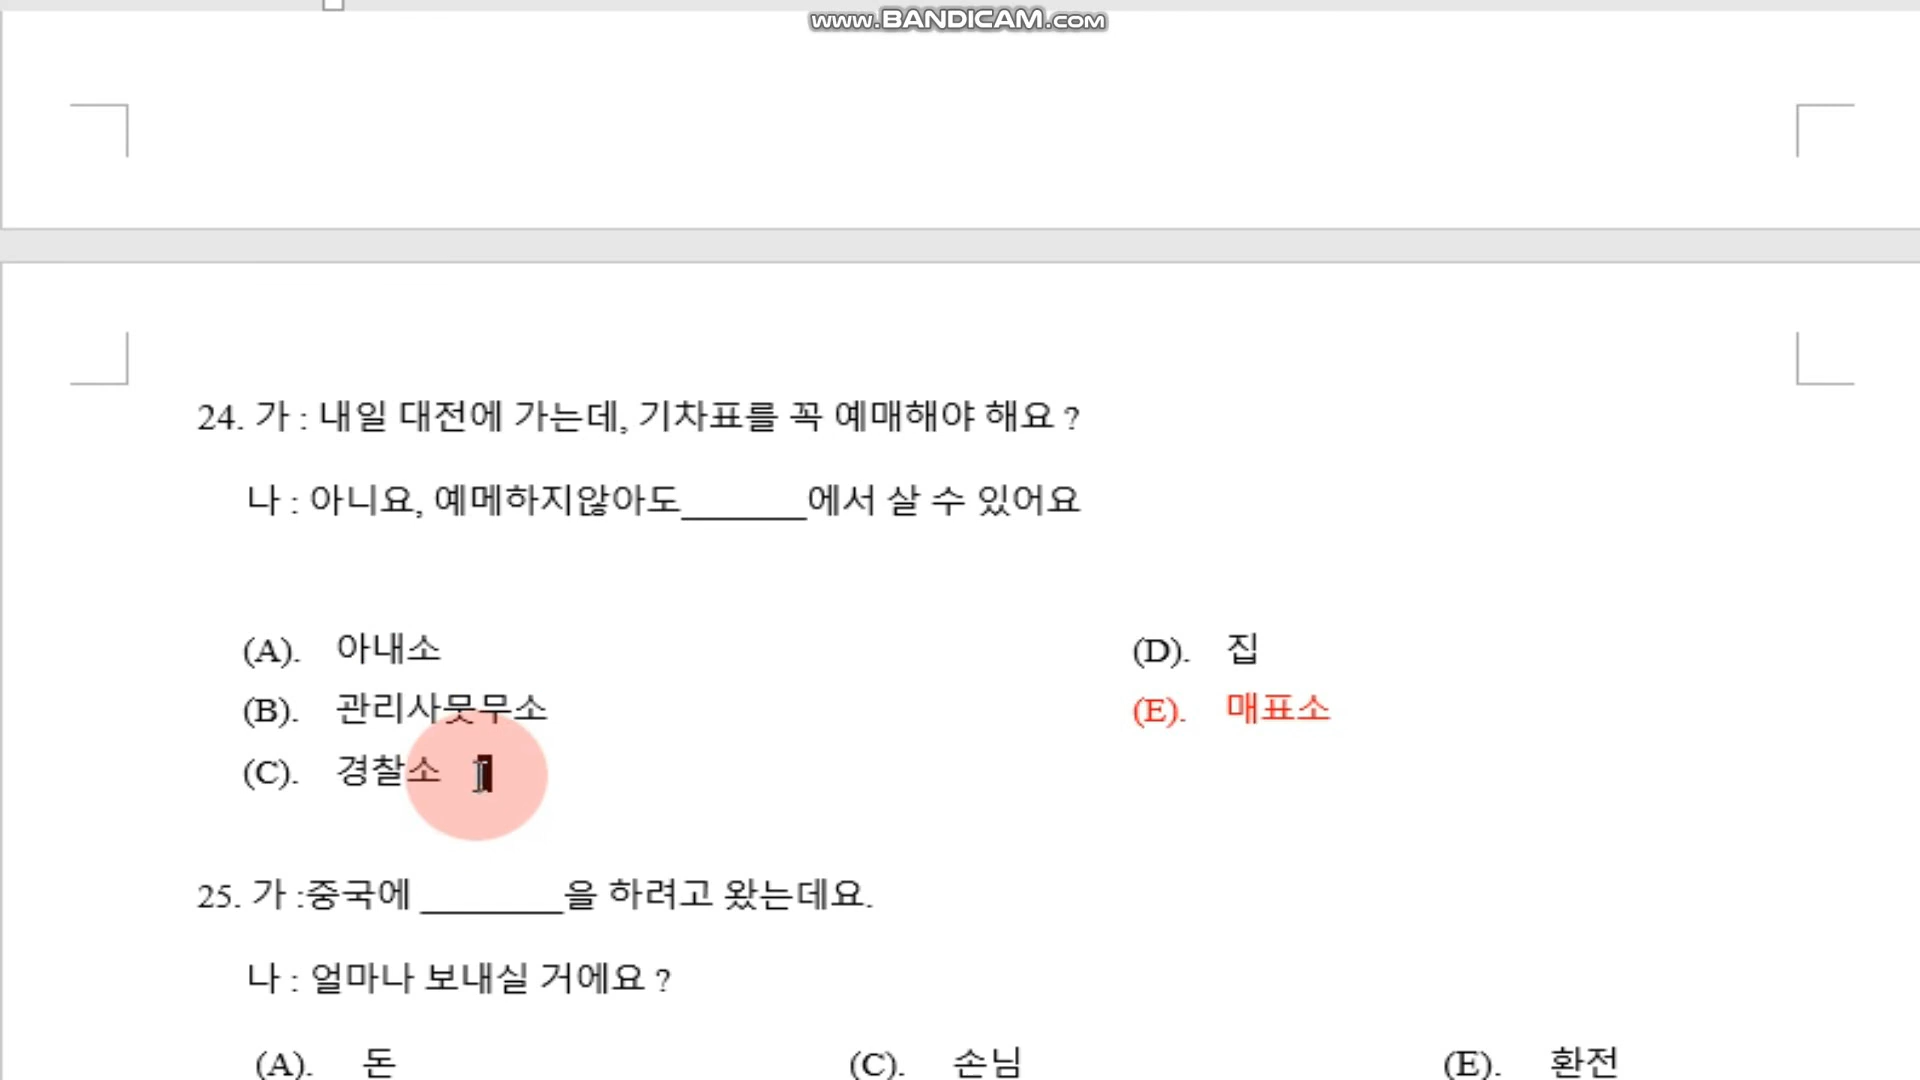 www.BANDICAM.com
24. 가 : 내일 대전에 가는데, 기차표를 꼭 예매해야 해요 ?
나 : 아니요, 예메하지않아도_______에서 살 수 있어요
(A). 아내소
(D). 집
(B). 관리사뭇무소
(E). 매표소
(C). 경찰소
25. 가 :중국에 ________을 하려고 왔는데요.
나 : 얼마나 보내실 거에요 ?
(A). 돈
(C). 손님
(E). 환전